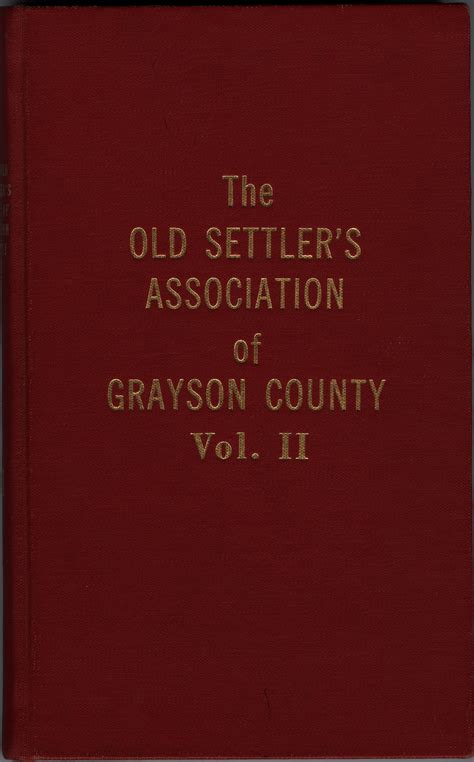 The
OLD SETTLER'S
ASSOCIATION
of
GRAYSON COUNTY
Vol. II